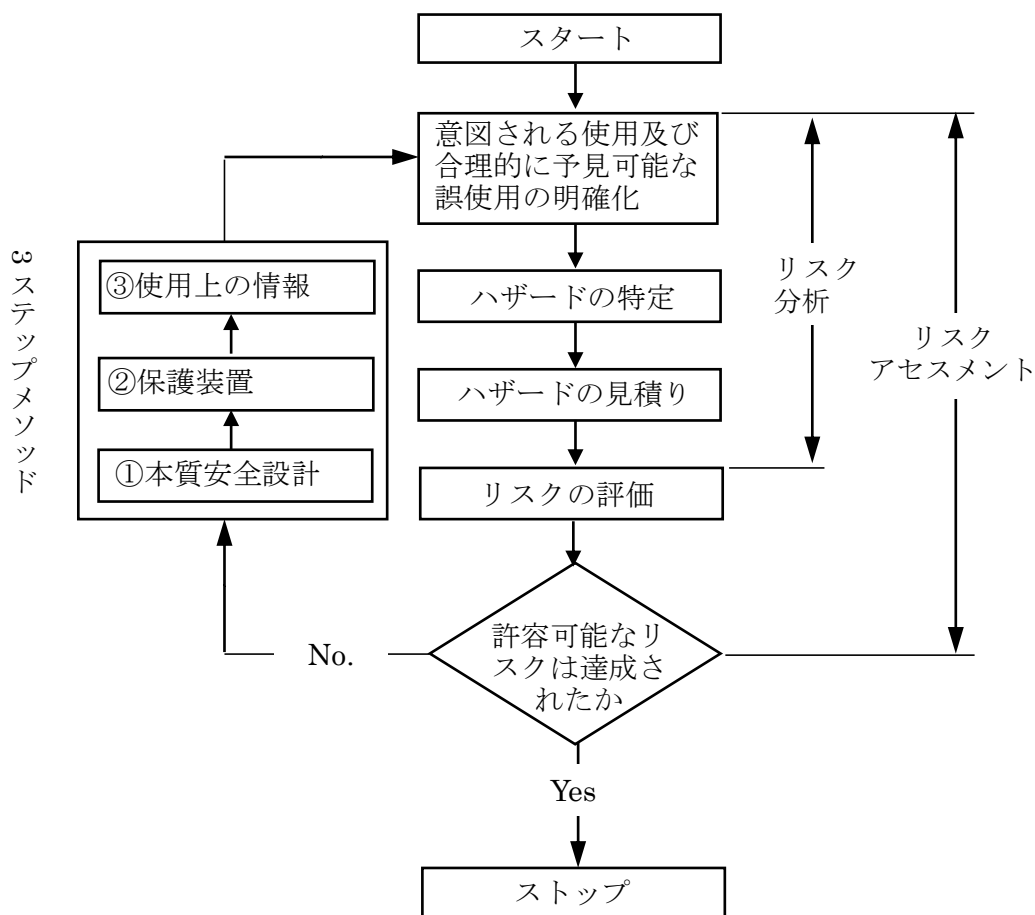 スタート
意図される使用及び
合理的に予見可能な
誤使用の明確化
ハザードの特定
ハザードの見積り
リスクの評価
許容可能なリ
スクは達成さ
れたか
No.
Yes
ストップ
3ステップメソッド
③使用上の情報
②保護装置
①本質安全設計
リスク
分析
リスク
アセスメント